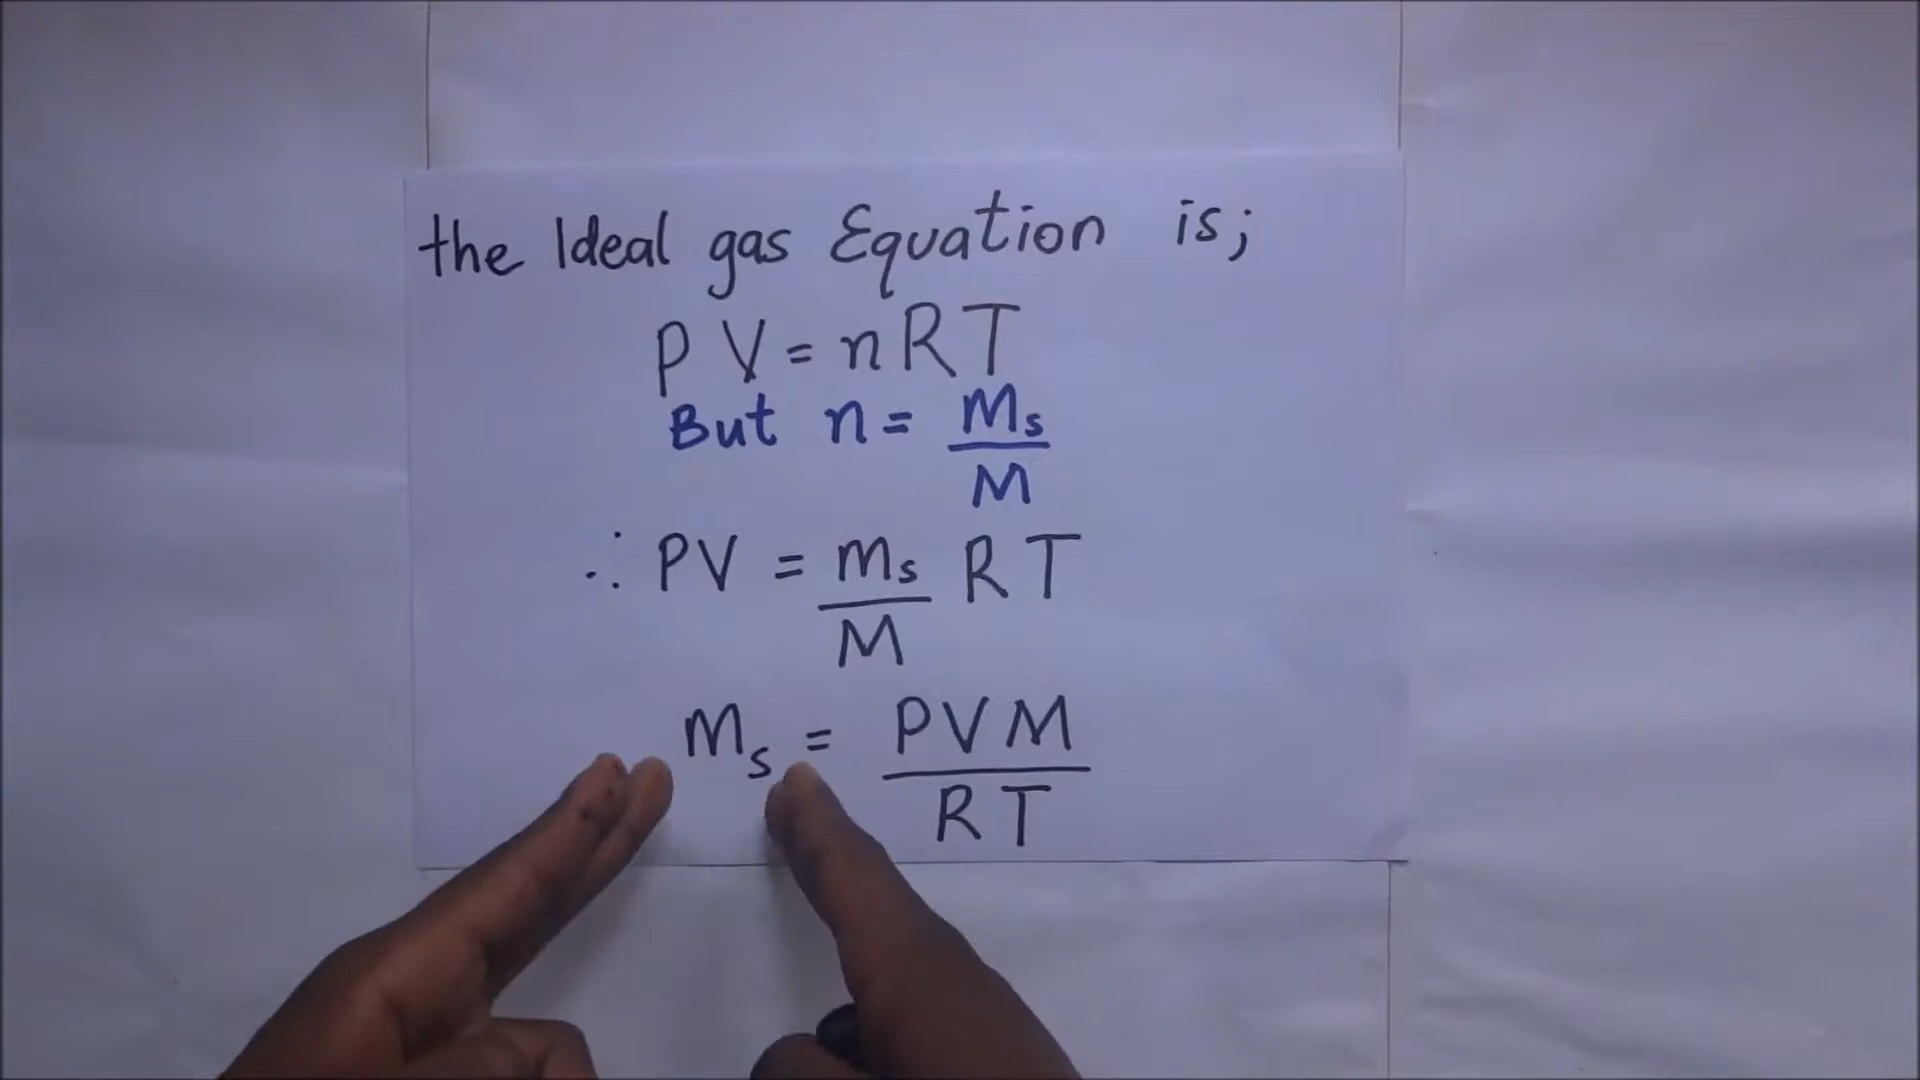 the Ideal gas Equation is;
PV = nRT
But n = Ms/M
∴ PV = ms/M RT
Ms = PVM/RT